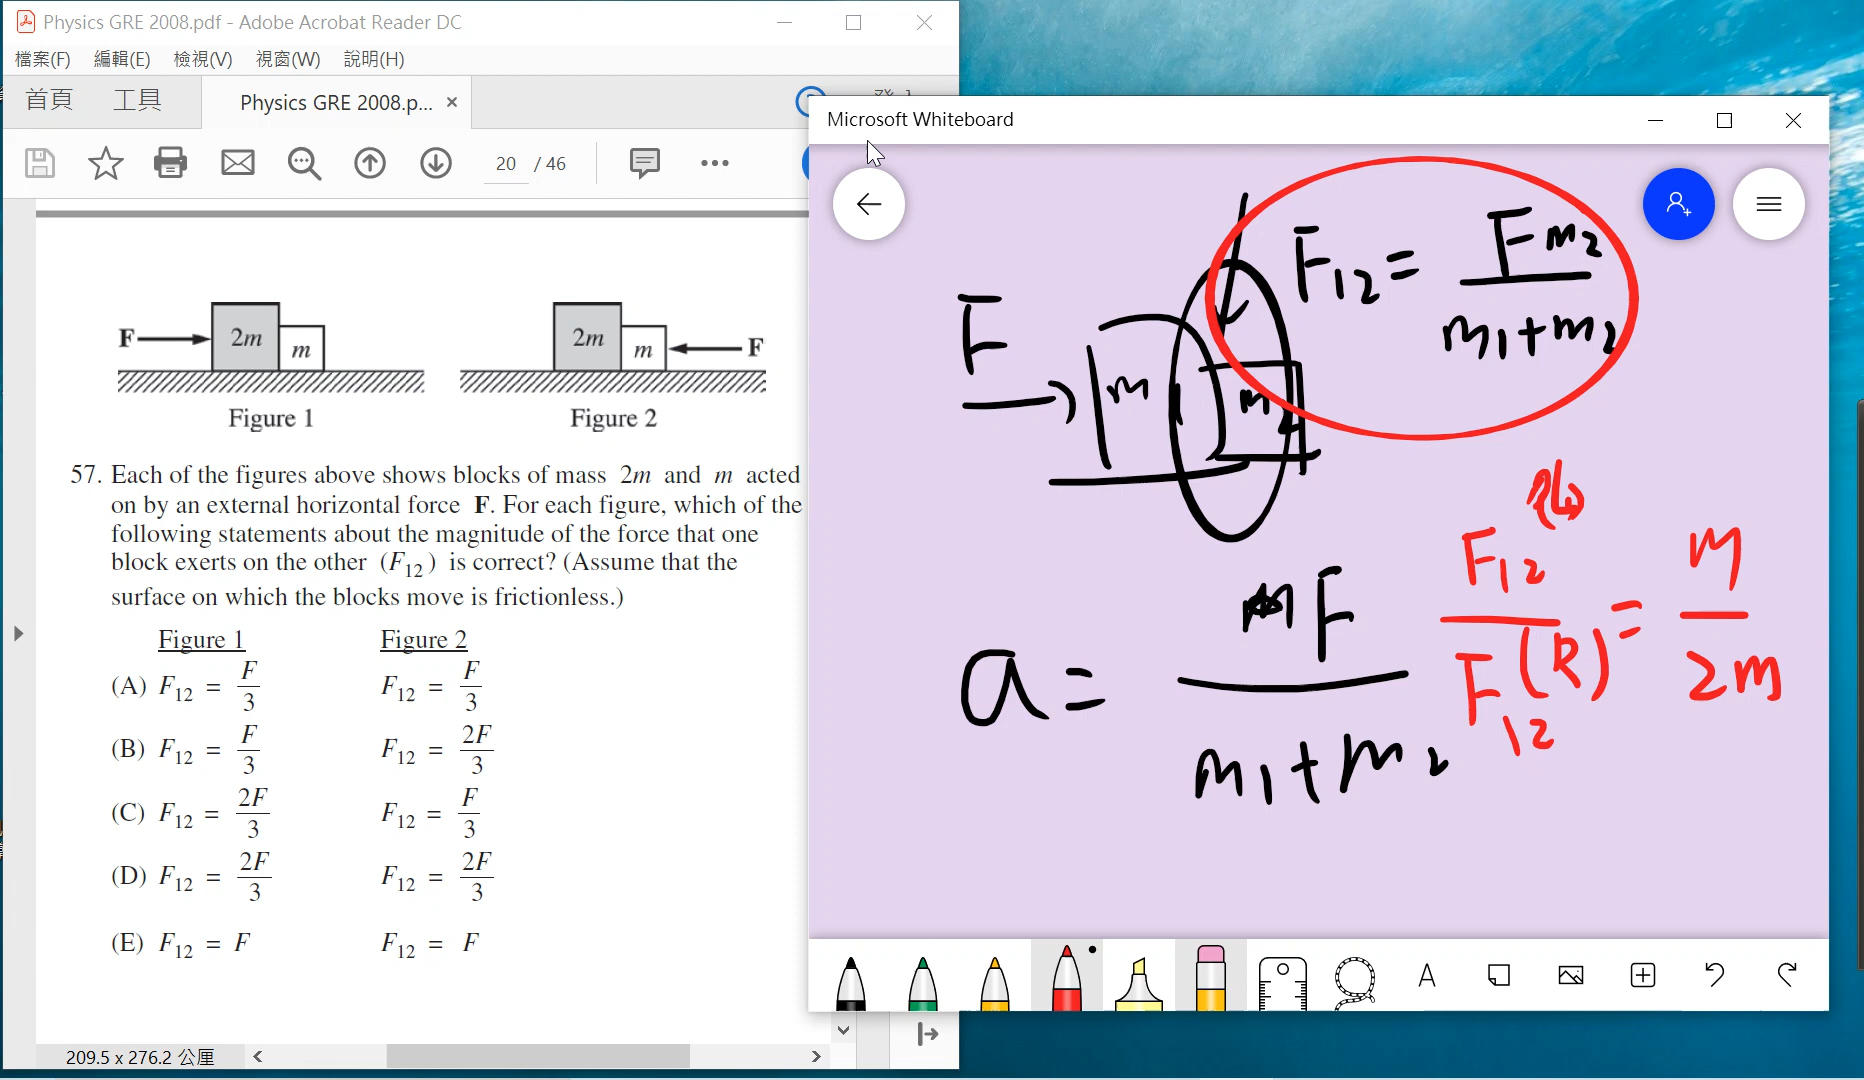 Physics GRE 2008.pdf - Adobe Acrobat Reader DC
檔案(F) 編輯(E) 檢視(V) 視窗(W) 說明(H)
首頁 工具 Physics GRE 2008.p... ×
20 / 46
F 2m m
Figure 1
2m m F
Figure 2
57. Each of the figures above shows blocks of mass 2m and m acted
on by an external horizontal force F. For each figure, which of the
following statements about the magnitude of the force that one
block exerts on the other (F12) is correct? (Assume that the
surface on which the blocks move is frictionless.)
Figure 1 Figure 2
(A) F12 = F/3 F12 = F/3
(B) F12 = F/3 F12 = 2F/3
(C) F12 = 2F/3 F12 = F/3
(D) F12 = 2F/3 F12 = 2F/3
(E) F12 = F F12 = F
209.5 x 276.2 公厘
Microsoft Whiteboard
F12 = Fm2/m1+m2
F
m1 m2
a = mF/m1+m2
F12/F12(R) = m/2m
A